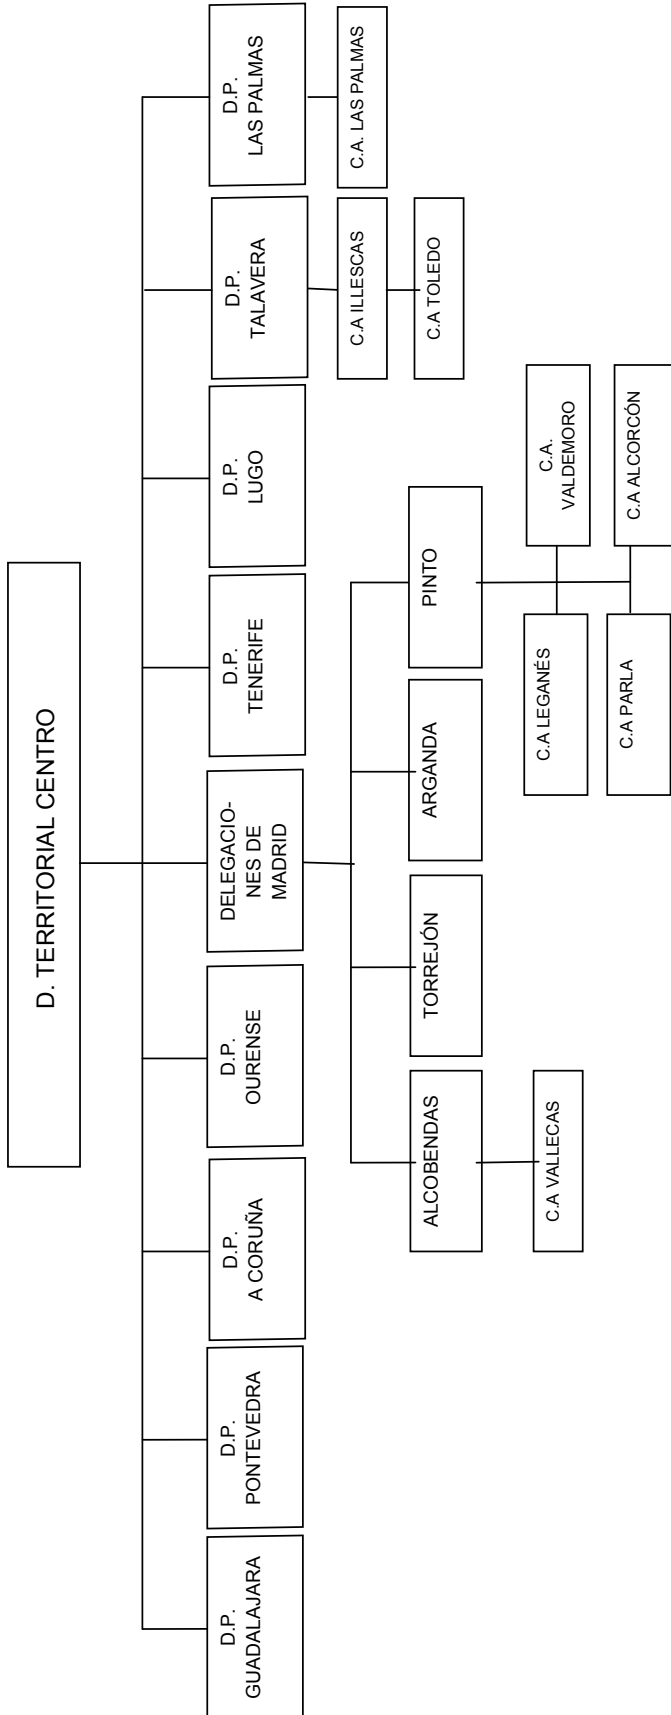 D. TERRITORIAL CENTRO
D.P.
GUADALAJARA
D.P.
PONTEVEDRA
D.P.
A CORUÑA
D.P.
OURENSE
DELEGACIO-
NES DE
MADRID
D.P.
TENERIFE
D.P.
LUGO
D.P.
TALAVERA
D.P.
LAS PALMAS
C.A ILLESCAS
C.A. LAS PALMAS
C.A TOLEDO
ALCOBENDAS
TORREJÓN
ARGANDA
PINTO
C.A VALLECAS
C.A LEGANÉS
C.A.
VALDEMORO
C.A PARLA
C.A ALCORCÓN